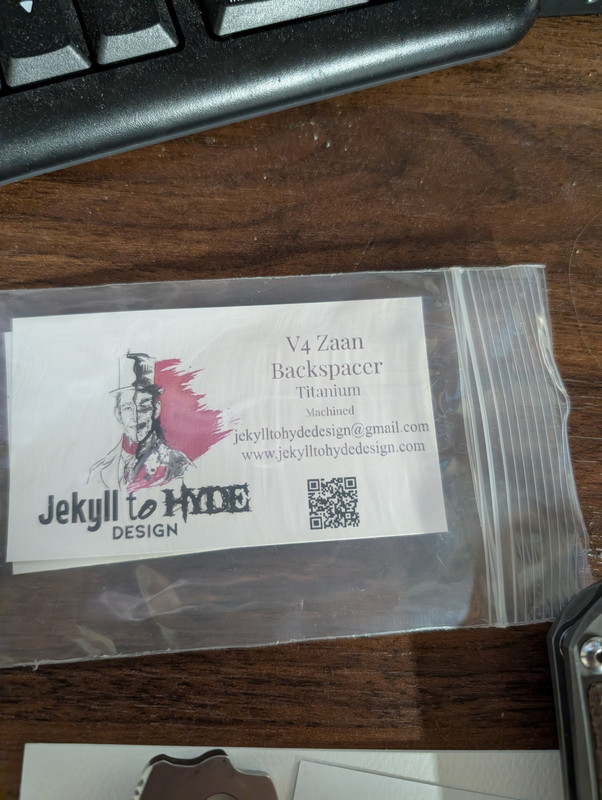 V4 Zaan
Backspacer
Titanium
Machined
jekylltohydedesign@gmail.com
www.jekylltohydedesign.com
Jekyll to HYDE
DESIGN